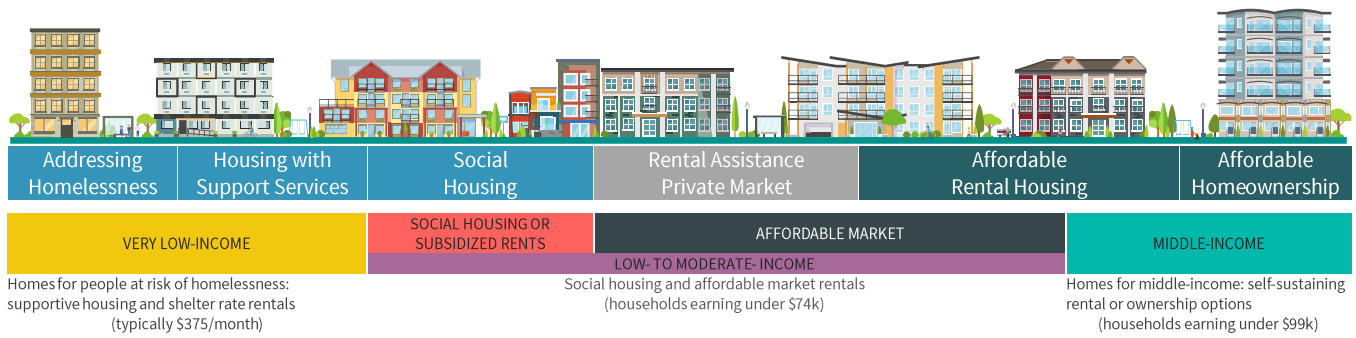 Addressing
Homelessness
Housing with
Support Services
Social
Housing
Rental Assistance
Private Market
Affordable
Rental Housing
Affordable
Homeownership
VERY LOW-INCOME
SOCIAL HOUSING OR
SUBSIDIZED RENTS
AFFORDABLE MARKET
MIDDLE-INCOME
LOW- TO MODERATE- INCOME
Homes for people at risk of homelessness:
supportive housing and shelter rate rentals
(typically $375/month)
Social housing and affordable market rentals
(households earning under $74k)
Homes for middle-income: self-sustaining
rental or ownership options
(households earning under $99k)